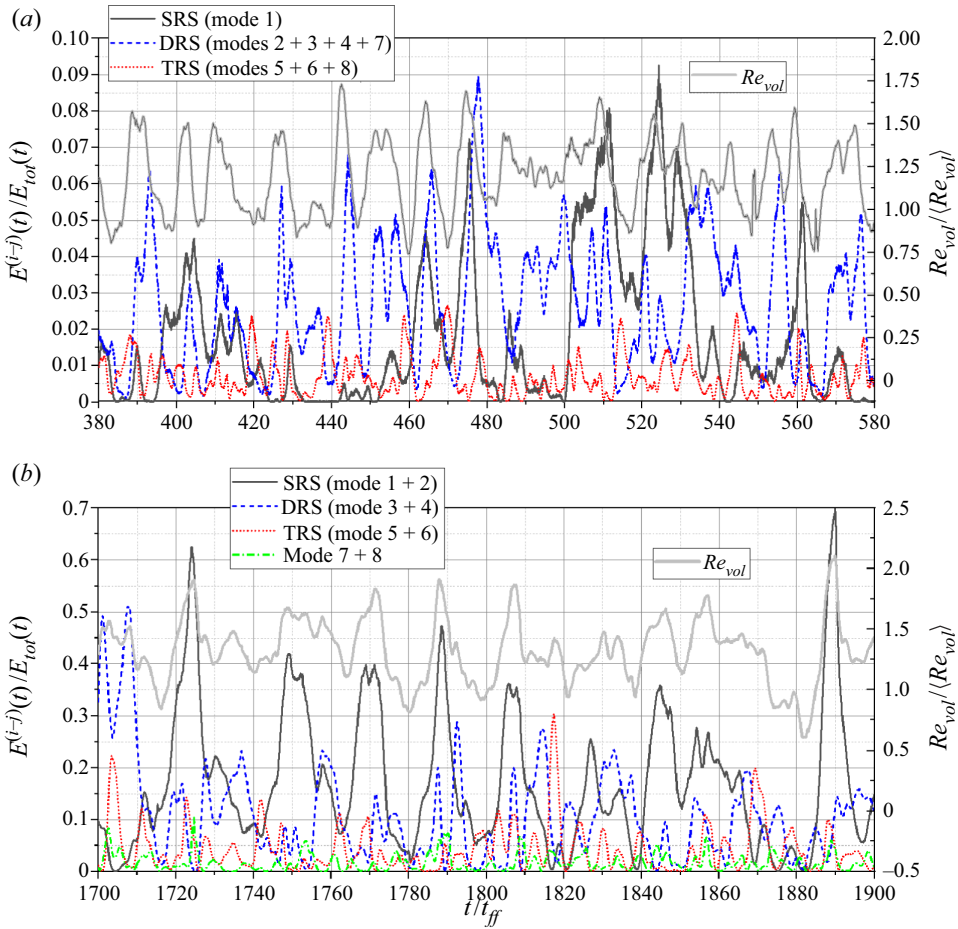 (a)
SRS (mode 1)
DRS (modes 2 + 3 + 4 + 7)
TRS (modes 5 + 6 + 8)
Re_vol
0.10
0.09
0.08
0.07
0.06
0.05
0.04
0.03
0.02
0.01
0
E^(i–j)(t)/E_tot(t)
2.00
1.75
1.50
1.25
1.00
0.75
0.50
0.25
0
Re_vol/⟨Re_vol⟩
380 400 420 440 460 480 500 520 540 560 580
(b)
SRS (mode 1 + 2)
DRS (mode 3 + 4)
TRS (mode 5 + 6)
Mode 7 + 8
Re_vol
0.7
0.6
0.5
0.4
0.3
0.2
0.1
0
E^(i–j)(t)/E_tot(t)
2.5
2.0
1.5
1.0
0.5
0
–0.5
Re_vol/⟨Re_vol⟩
1700 1720 1740 1760 1780 1800 1820 1840 1860 1880 1900
t/t_ff